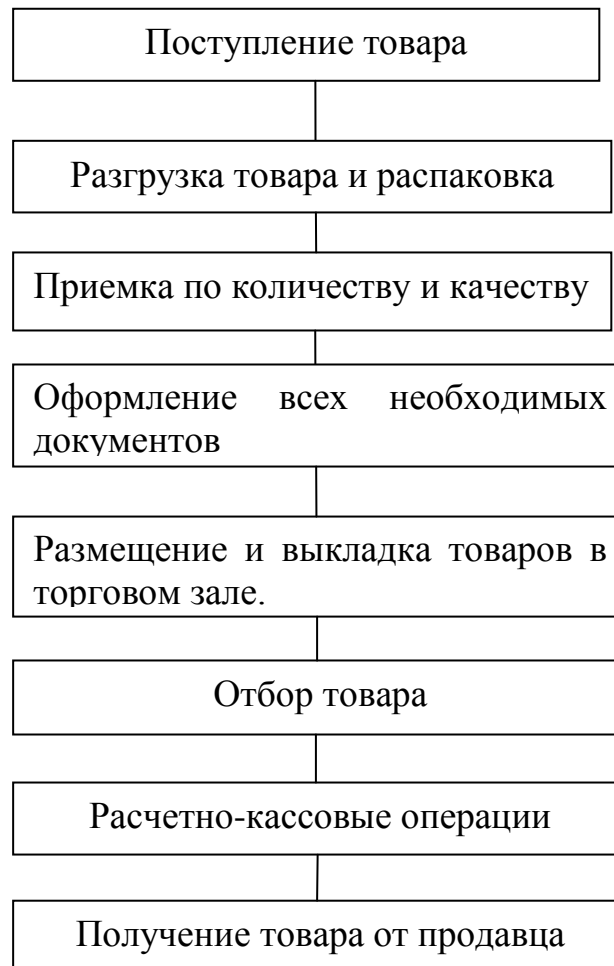 Поступление товара
Разгрузка товара и распаковка
Приемка по количеству и качеству
Оформление всех необходимых
документов
Размещение и выкладка товаров в
торговом зале.
Отбор товара
Расчетно-кассовые операции
Получение товара от продавца